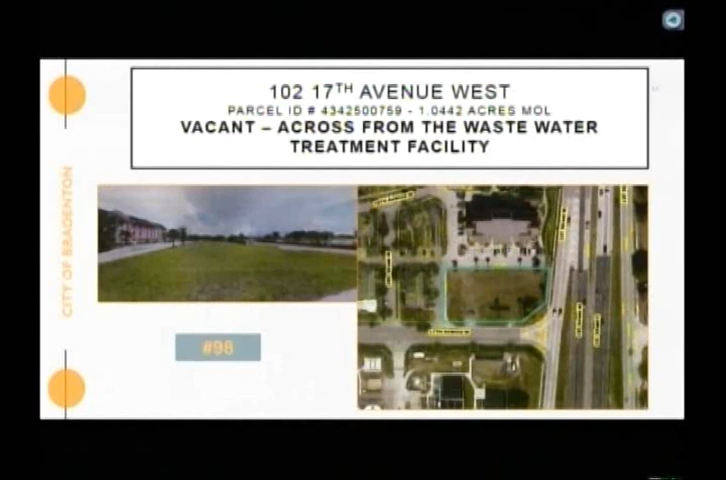 102 17TH AVENUE WEST
PARCEL ID # 4342500759 - 1.0442 ACRES MOL
VACANT – ACROSS FROM THE WASTE WATER
TREATMENT FACILITY
CITY OF BRADENTON
#98